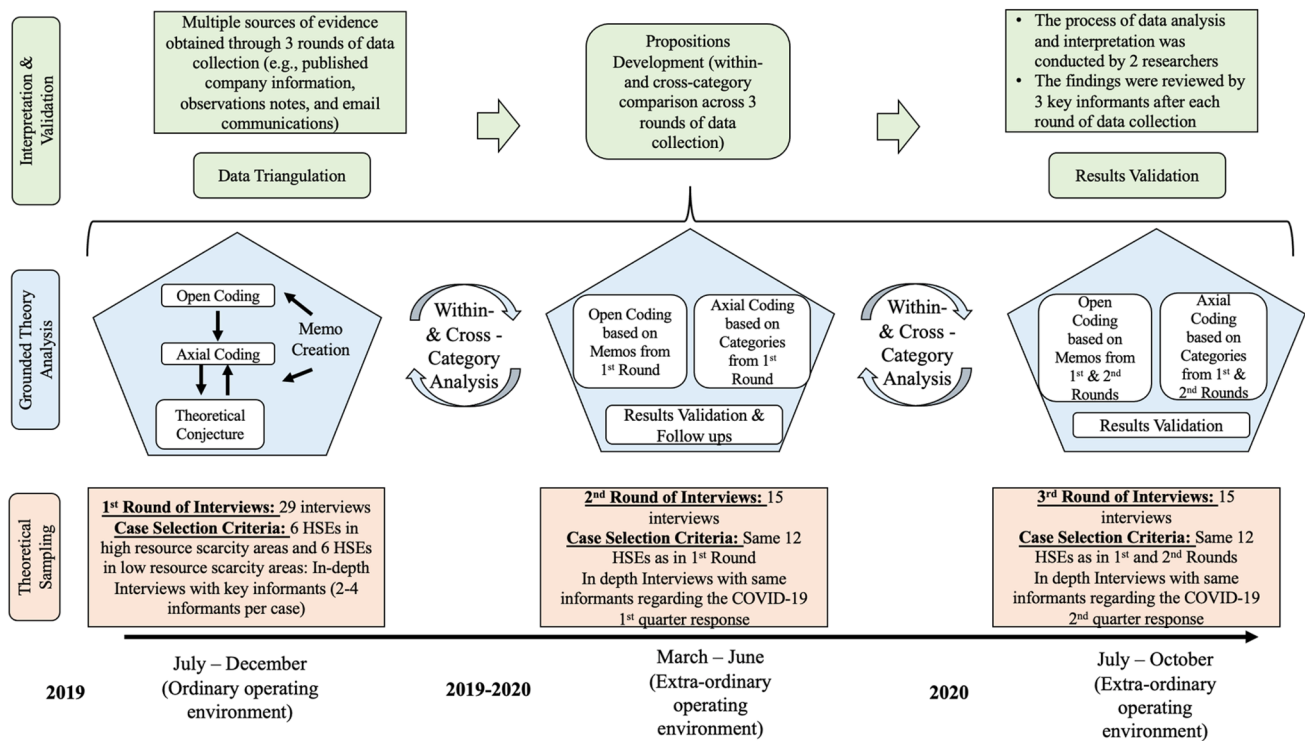 Interpretation &
Validation
Multiple sources of evidence
obtained through 3 rounds of data
collection (e.g., published
company information,
observations notes, and email
communications)
Data Triangulation
Propositions
Development (within-
and cross-category
comparison across 3
rounds of data
collection)
• The process of data analysis
and interpretation was
conducted by 2 researchers
• The findings were reviewed by
3 key informants after each
round of data collection
Results Validation
Grounded Theory
Analysis
Open Coding
Axial Coding
Theoretical
Conjecture
Memo
Creation
Within-
& Cross -
Category
Analysis
Open Coding
based on
Memos from
1st Round
Axial Coding
based on
Categories
from 1st
Round
Results Validation &
Follow ups
Within-
& Cross -
Category
Analysis
Open
Coding
based on
Memos from
1st & 2nd
Rounds
Axial
Coding
based on
Categories
from 1st &
2nd Rounds
Results Validation
Theoretical
Sampling
1st Round of Interviews: 29 interviews
Case Selection Criteria: 6 HSEs in
high resource scarcity areas and 6 HSEs
in low resource scarcity areas: In-depth
Interviews with key informants (2-4
informants per case)
2nd Round of Interviews: 15
interviews
Case Selection Criteria: Same 12
HSEs as in 1st Round
In depth Interviews with same
informants regarding the COVID-19
1st quarter response
3rd Round of Interviews: 15
interviews
Case Selection Criteria: Same 12
HSEs as in 1st and 2nd Rounds
In depth Interviews with same
informants regarding the COVID-19
2nd quarter response
2019
July – December
(Ordinary operating
environment)
2019-2020
March – June
(Extra-ordinary
operating
environment)
2020
July – October
(Extra-ordinary
operating
environment)